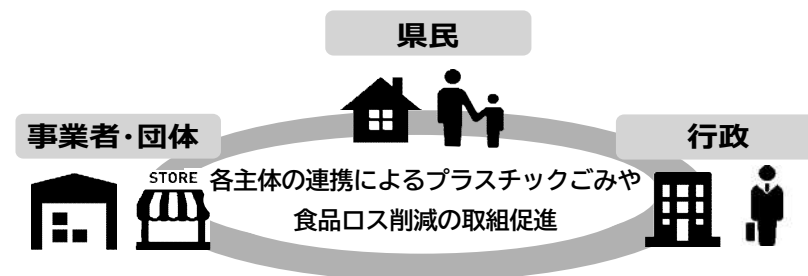 県民
事業者・団体
行政
STORE
各主体の連携によるプラスチックごみや
食品ロス削減の取組促進